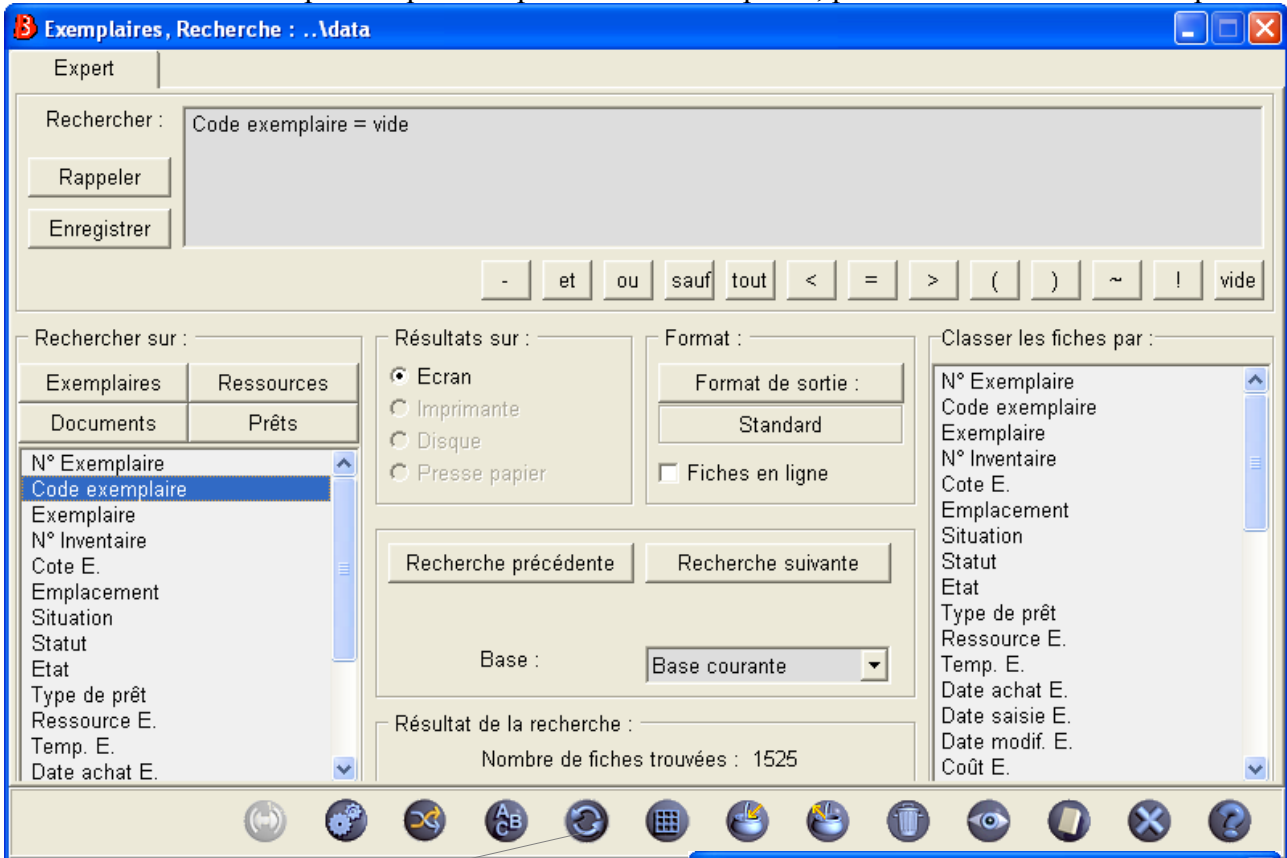 Exemplaires, Recherche : ..\data
Expert
Rechercher :
Code exemplaire = vide
Rappeler
Enregistrer
- et ou sauf tout < = > ( ) ~ ! vide
Rechercher sur :
Exemplaires Ressources
Documents Prêts
N° Exemplaire
Code exemplaire
Exemplaire
N° Inventaire
Cote E.
Emplacement
Situation
Statut
Etat
Type de prêt
Ressource E.
Temp. E.
Date achat E.
Résultats sur :
Ecran
Imprimante
Disque
Presse papier
Format :
Format de sortie :
Standard
Fiches en ligne
Recherche précédente Recherche suivante
Base : Base courante
Résultat de la recherche :
Nombre de fiches trouvées : 1525
Classer les fiches par :
N° Exemplaire
Code exemplaire
Exemplaire
N° Inventaire
Cote E.
Emplacement
Situation
Statut
Etat
Type de prêt
Ressource E.
Temp. E.
Date achat E.
Date saisie E.
Date modif. E.
Coût E.